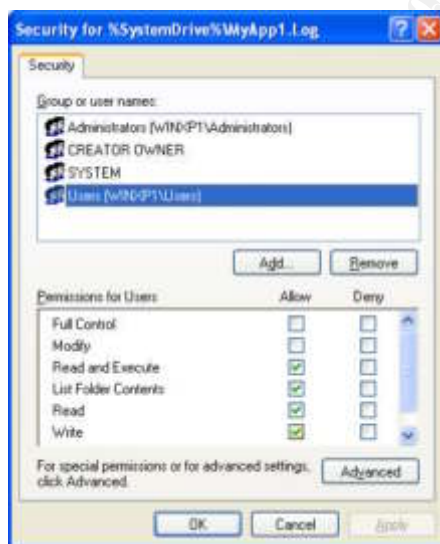 Security for %SystemDrive%\MyApp1.Log
Security
Group or user names:
Administrators (WINXP1\Administrators)
CREATOR OWNER
SYSTEM
Users (WINXP1\Users)
Add... Remove
Permissions for Users Allow Deny
Full Control
Modify
Read and Execute
List Folder Contents
Read
Write
For special permissions or for advanced settings, Advanced
click Advanced.
OK Cancel Apply